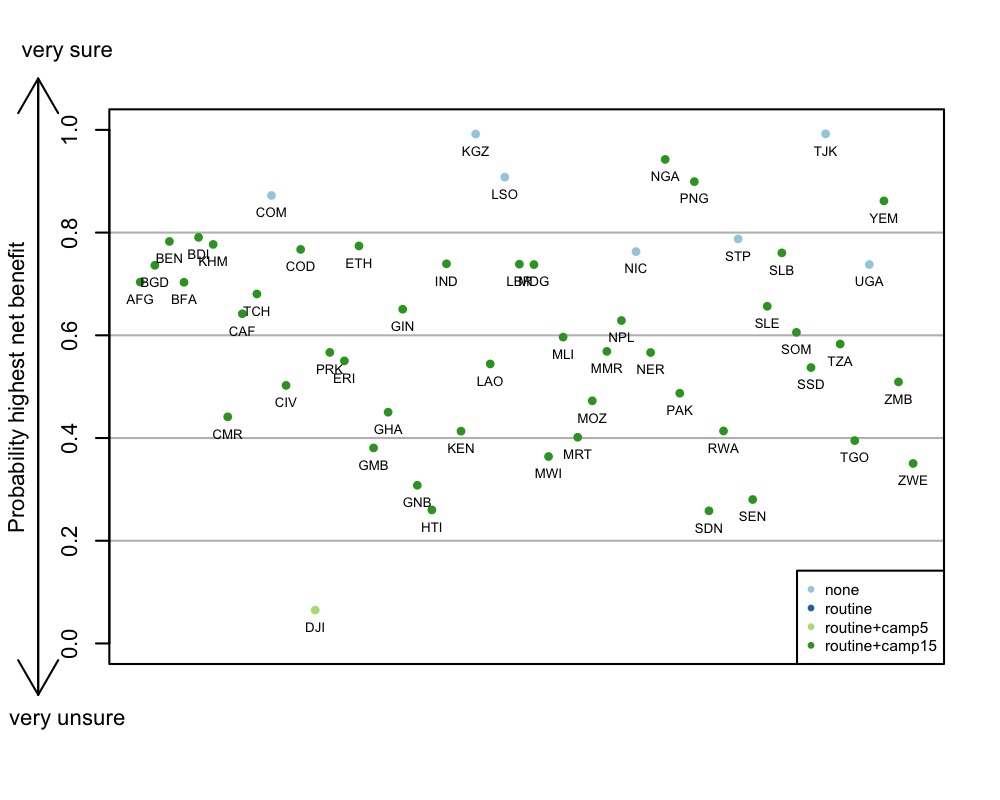 very sure
Probability highest net benefit
1.0
0.8
0.6
0.4
0.2
0.0
KGZ
TJK
NGA
LSO
PNG
COM
YEM
BEN
BDI
KHM
STP
ETH
COD
NIC
SLB
BGD
IND
LBR
MDG
UGA
AFG
BFA
TCH
CAF
GIN
SLE
NPL
SOM
MLI
TZA
PRK
ERI
MMR
NER
LAO
SSD
CIV
ZMB
PAK
MOZ
GHA
CMR
KEN
RWA
MRT
TGO
GMB
MWI
ZWE
GNB
HTI
SEN
SDN
DJI
none
routine
routine+camp5
routine+camp15
very unsure